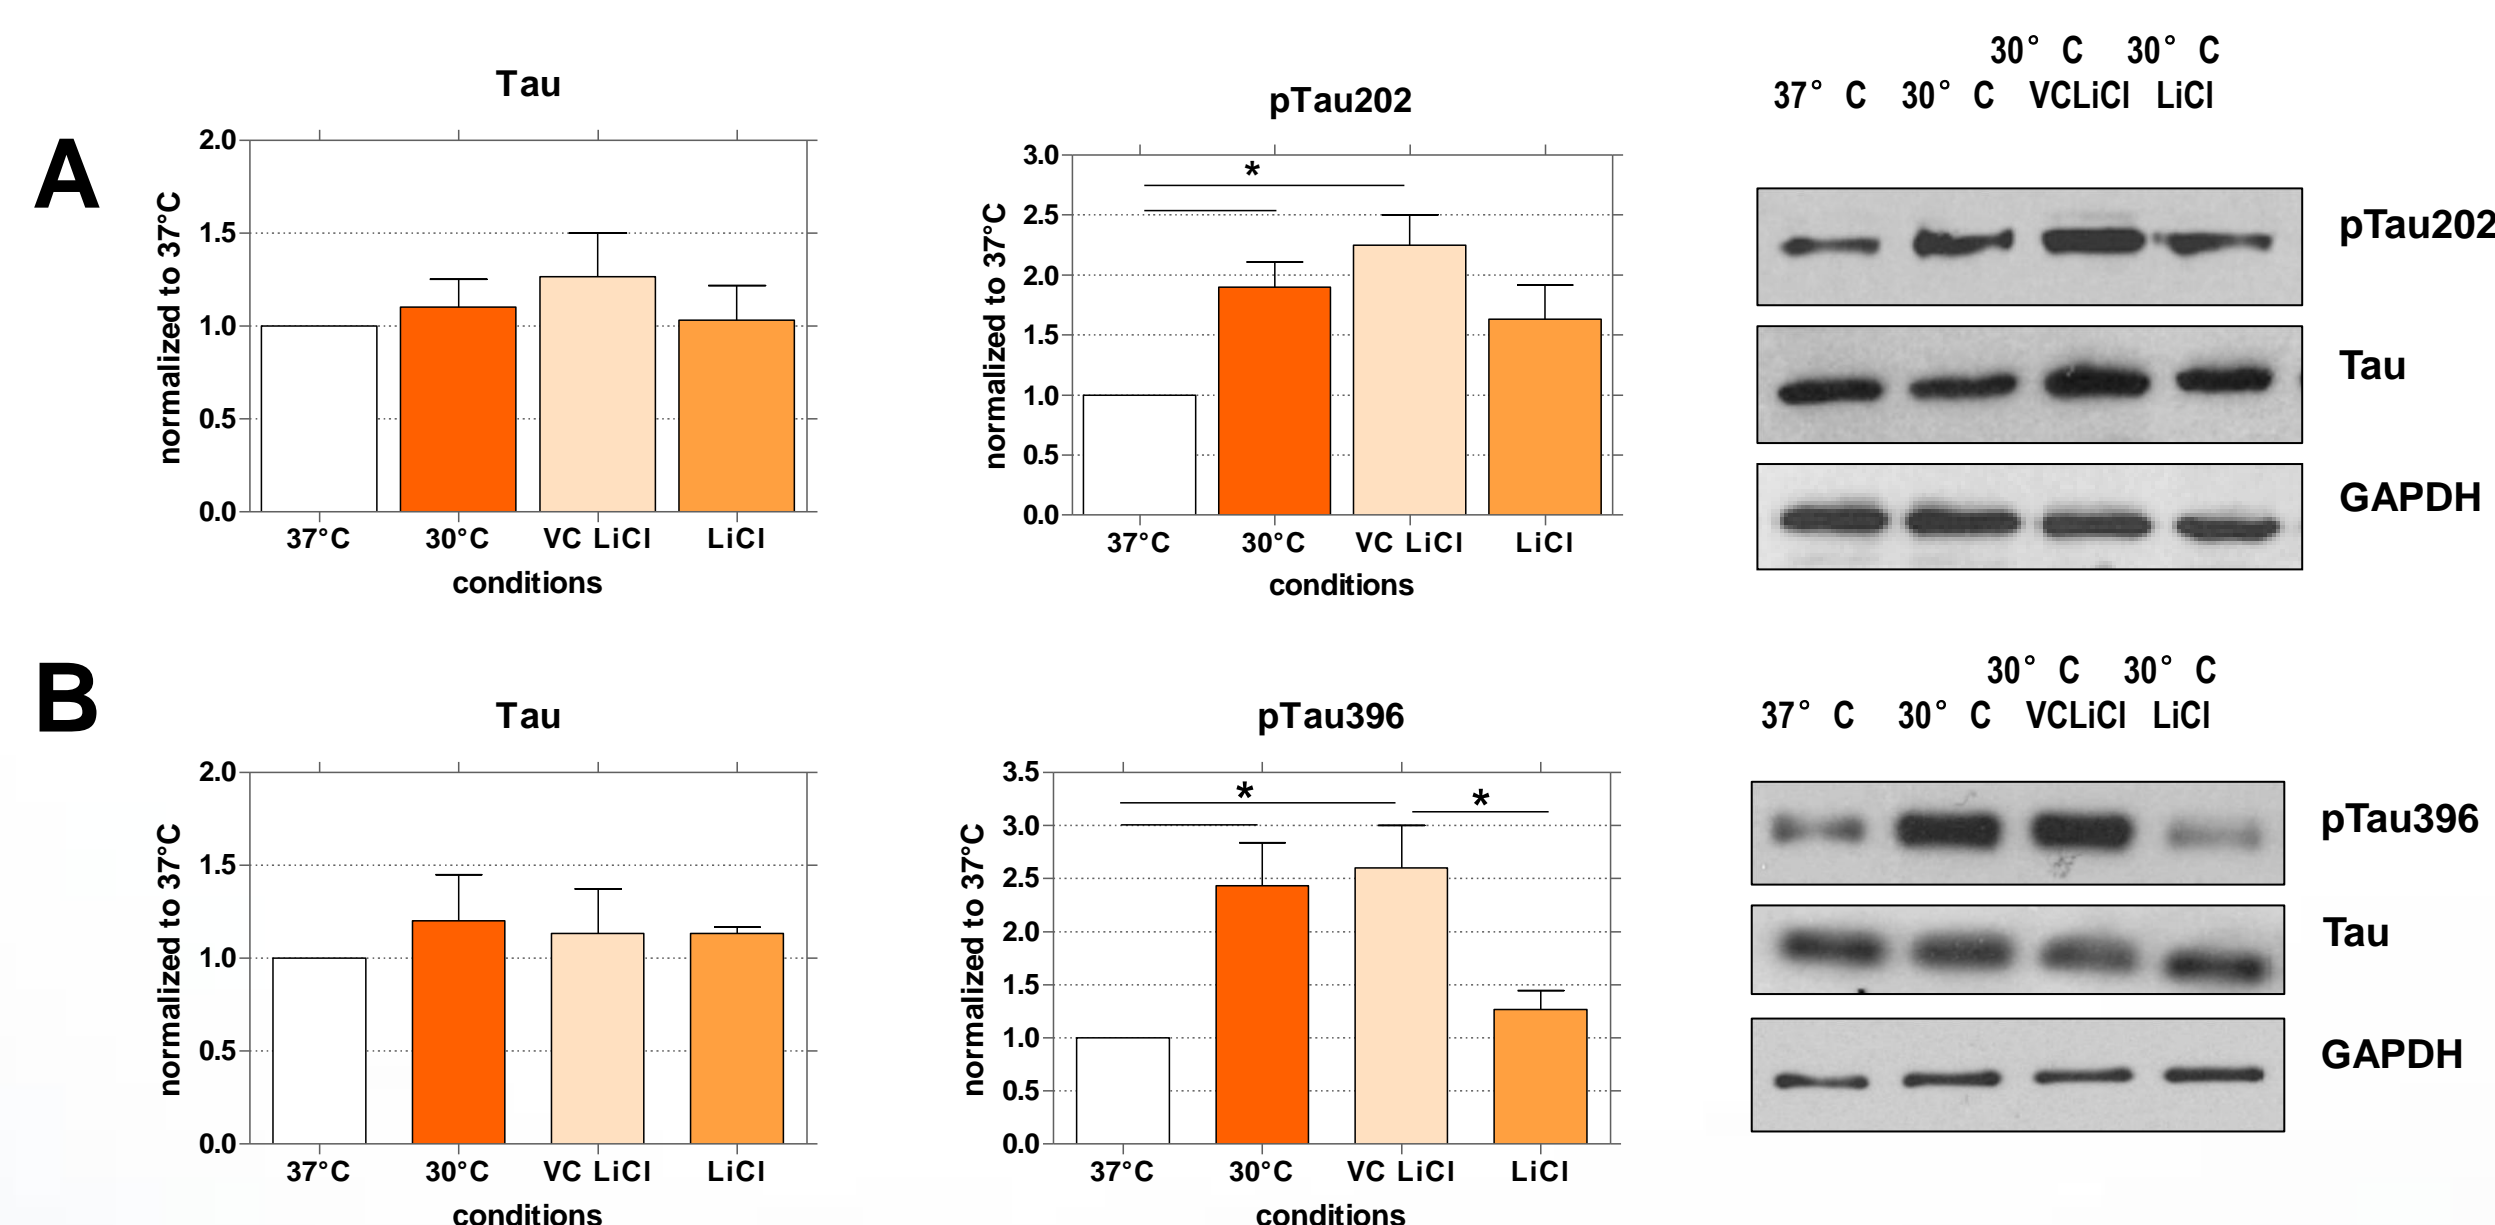 A
Tau
normalized to 37°C
2.0
1.5
1.0
0.5
0.0
37°C 30°C VC LiCl LiCl
conditions
pTau202
normalized to 37°C
3.0
2.5
2.0
1.5
1.0
0.5
0.0
*
37°C 30°C VC LiCl LiCl
conditions
30° C 30° C
37° C 30° C VCLiCl LiCl
pTau202
Tau
GAPDH
B
Tau
normalized to 37°C
2.0
1.5
1.0
0.5
0.0
37°C 30°C VC LiCl LiCl
conditions
pTau396
normalized to 37°C
3.5
3.0
2.5
2.0
1.5
1.0
0.5
0.0
* *
37°C 30°C VC LiCl LiCl
conditions
30° C 30° C
37° C 30° C VCLiCl LiCl
pTau396
Tau
GAPDH